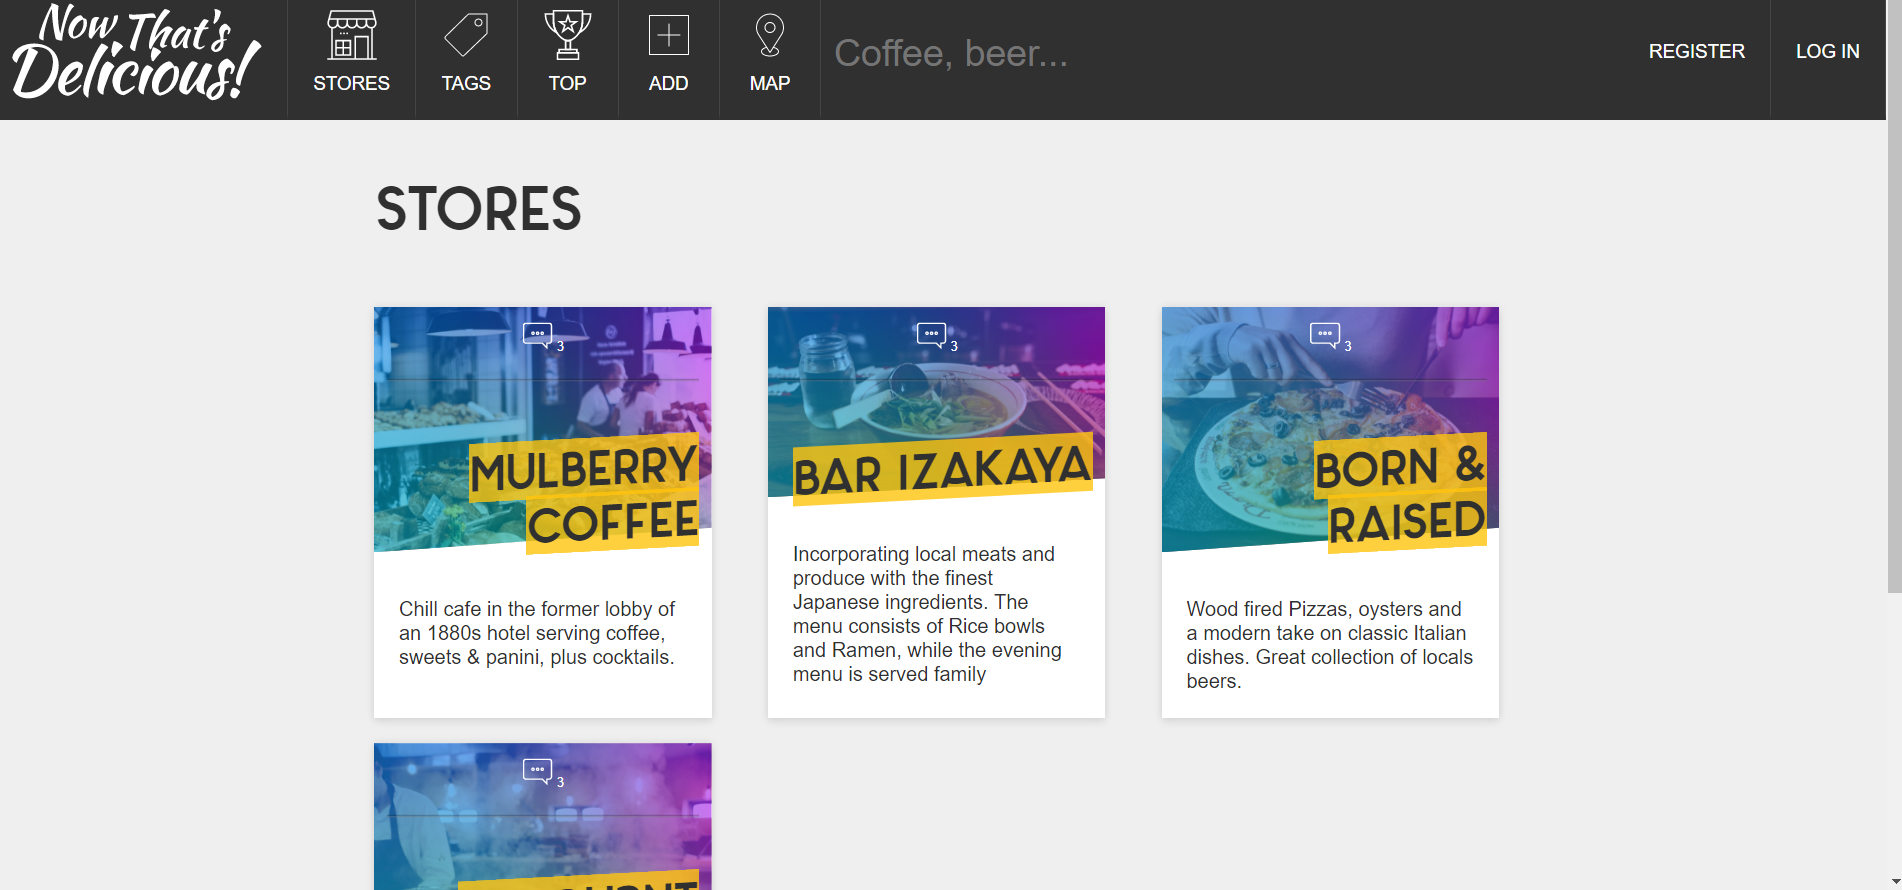 Now That's
Delicious!
STORES
TAGS
TOP
ADD
MAP
Coffee, beer...
REGISTER
LOG IN
STORES
3
MULBERRY
COFFEE
Chill cafe in the former lobby of
an 1880s hotel serving coffee,
sweets & panini, plus cocktails.
3
BAR IZAKAYA
Incorporating local meats and
produce with the finest
Japanese ingredients. The
menu consists of Rice bowls
and Ramen, while the evening
menu is served family
3
BORN &
RAISED
Wood fired Pizzas, oysters and
a modern take on classic Italian
dishes. Great collection of locals
beers.
3